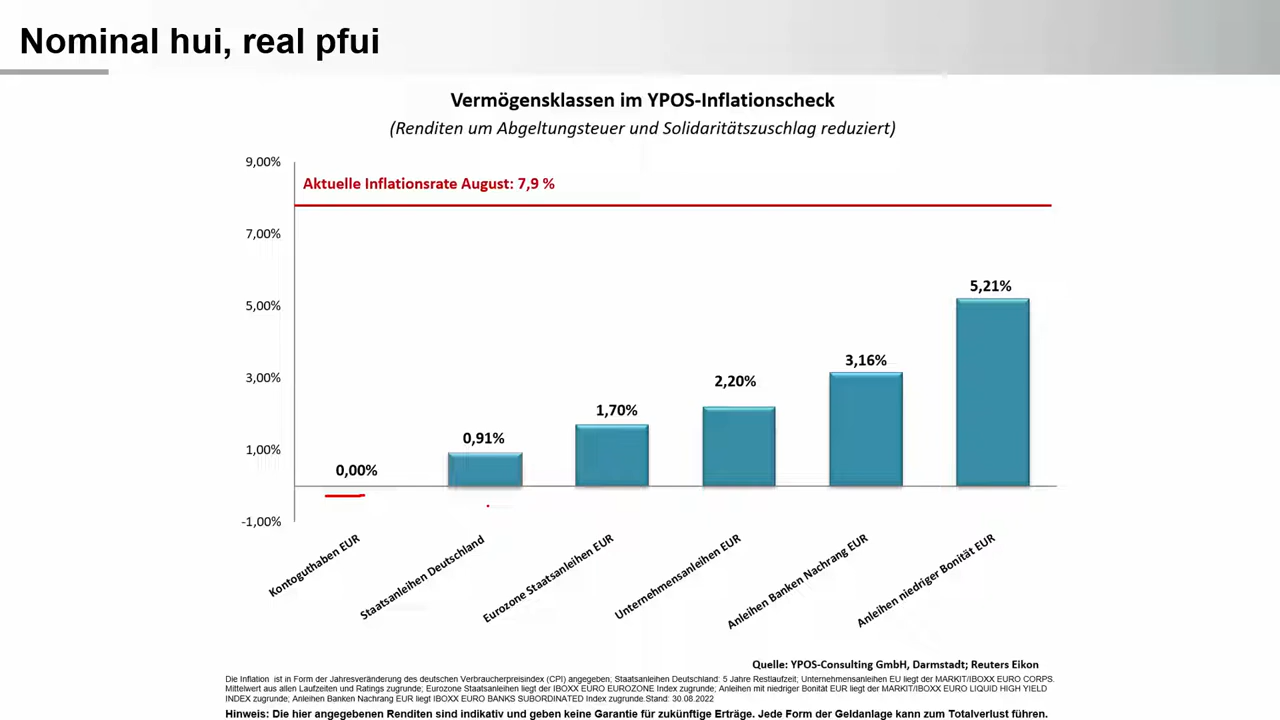 Nominal hui, real pfui
Vermögensklassen im YPOS-Inflationscheck
(Renditen um Abgeltungsteuer und Solidaritätszuschlag reduziert)
9,00%
Aktuelle Inflationsrate August: 7,9 %
7,00%
5,00%
3,00%
1,00%
-1,00%
0,00%
0,91%
1,70%
2,20%
3,16%
5,21%
Kontoguthaben EUR
Staatsanleihen Deutschland
Eurozone Staatsanleihen EUR
Unternehmensanleihen EUR
Anleihen Banken Nachrang EUR
Anleihen niedriger Bonität EUR
Quelle: YPOS-Consulting GmbH, Darmstadt; Reuters Eikon
Die Inflation ist in Form der Jahresveränderung des deutschen Verbraucherpreisindex (CPI) angegeben; Staatsanleihen Deutschland: 5 Jahre Restlaufzeit; Unternehmensanleihen EU liegt der MARKIT/IBOXX EURO CORPS.
Mittelwert aus allen Laufzeiten und Ratings zugrunde; Eurozone Staatsanleihen liegt der IBOXX EURO EUROZONE Index zugrunde; Anleihen mit niedriger Bonität EUR liegt der MARKIT/IBOXX EURO LIQUID HIGH YIELD
INDEX zugrunde; Anleihen Banken Nachrang EUR liegt IBOXX EURO BANKS SUBORDINATED Index zugrunde.Stand: 30.08.2022
Hinweis: Die hier angegebenen Renditen sind indikativ und geben keine Garantie für zukünftige Erträge. Jede Form der Geldanlage kann zum Totalverlust führen.